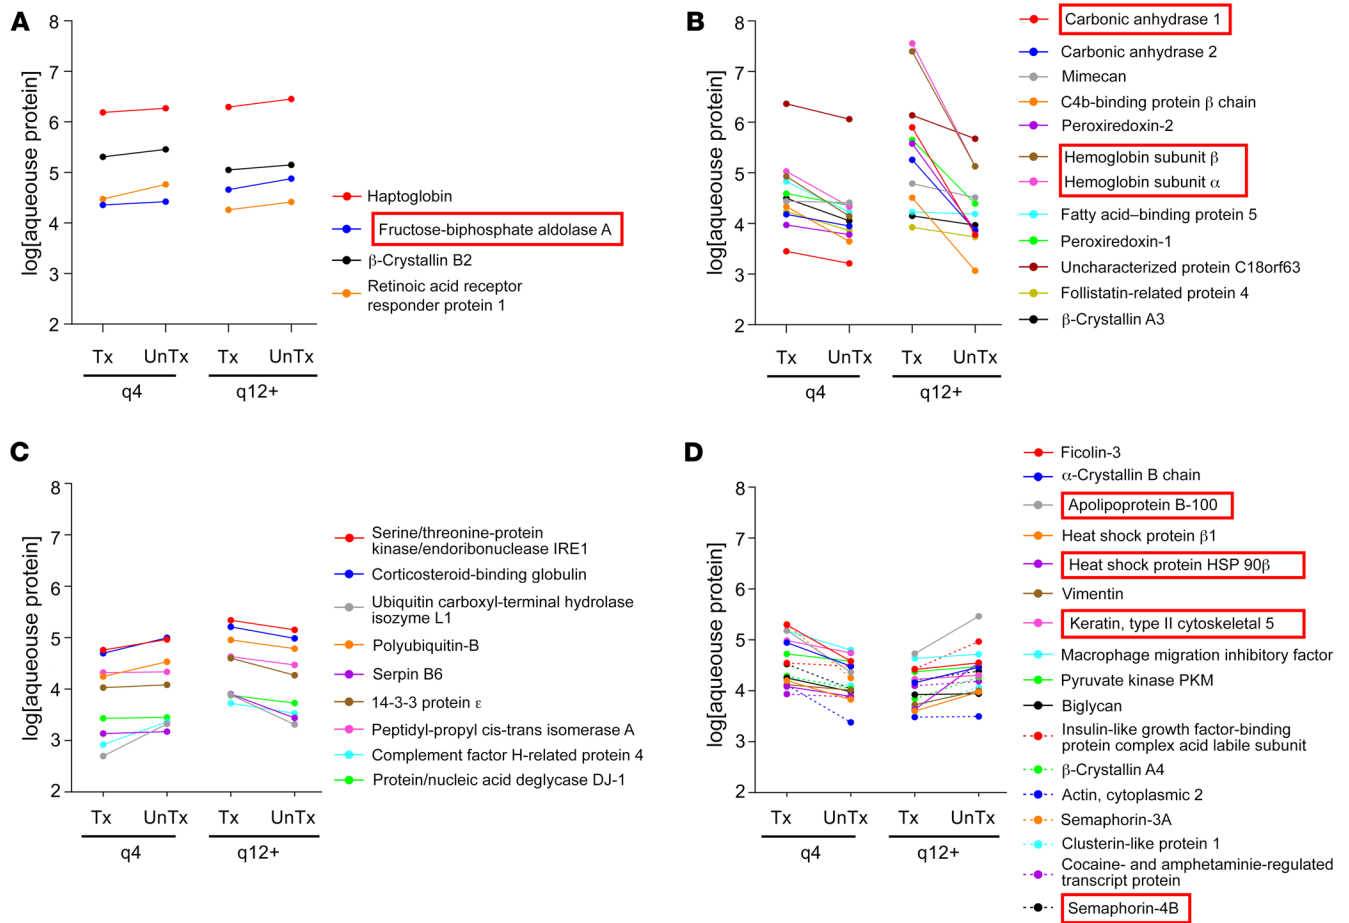 A
log[aqueouse protein]
8
7
6
5
4
3
2
Tx
UnTx
Tx
UnTx
q4
q12+
Haptoglobin
Fructose-biphosphate aldolase A
β-Crystallin B2
Retinoic acid receptor
responder protein 1
B
log[aqueouse protein]
8
7
6
5
4
3
2
Tx
UnTx
Tx
UnTx
q4
q12+
Carbonic anhydrase 1
Carbonic anhydrase 2
Mimecan
C4b-binding protein β chain
Peroxiredoxin-2
Hemoglobin subunit β
Hemoglobin subunit α
Fatty acid–binding protein 5
Peroxiredoxin-1
Uncharacterized protein C18orf63
Follistatin-related protein 4
β-Crystallin A3
C
log[aqueouse protein]
8
7
6
5
4
3
2
Tx
UnTx
Tx
UnTx
q4
q12+
Serine/threonine-protein
kinase/endoribonuclease IRE1
Corticosteroid-binding globulin
Ubiquitin carboxyl-terminal hydrolase
isozyme L1
Polyubiquitin-B
Serpin B6
14-3-3 protein ε
Peptidyl-propyl cis-trans isomerase A
Complement factor H-related protein 4
Protein/nucleic acid deglycase DJ-1
D
log[aqueouse protein]
8
7
6
5
4
3
2
Tx
UnTx
Tx
UnTx
q4
q12+
Ficolin-3
α-Crystallin B chain
Apolipoprotein B-100
Heat shock protein β1
Heat shock protein HSP 90β
Vimentin
Keratin, type II cytoskeletal 5
Macrophage migration inhibitory factor
Pyruvate kinase PKM
Biglycan
Insulin-like growth factor-binding
protein complex acid labile subunit
β-Crystallin A4
Actin, cytoplasmic 2
Semaphorin-3A
Clusterin-like protein 1
Cocaine- and amphetaminie-regulated
transcript protein
Semaphorin-4B